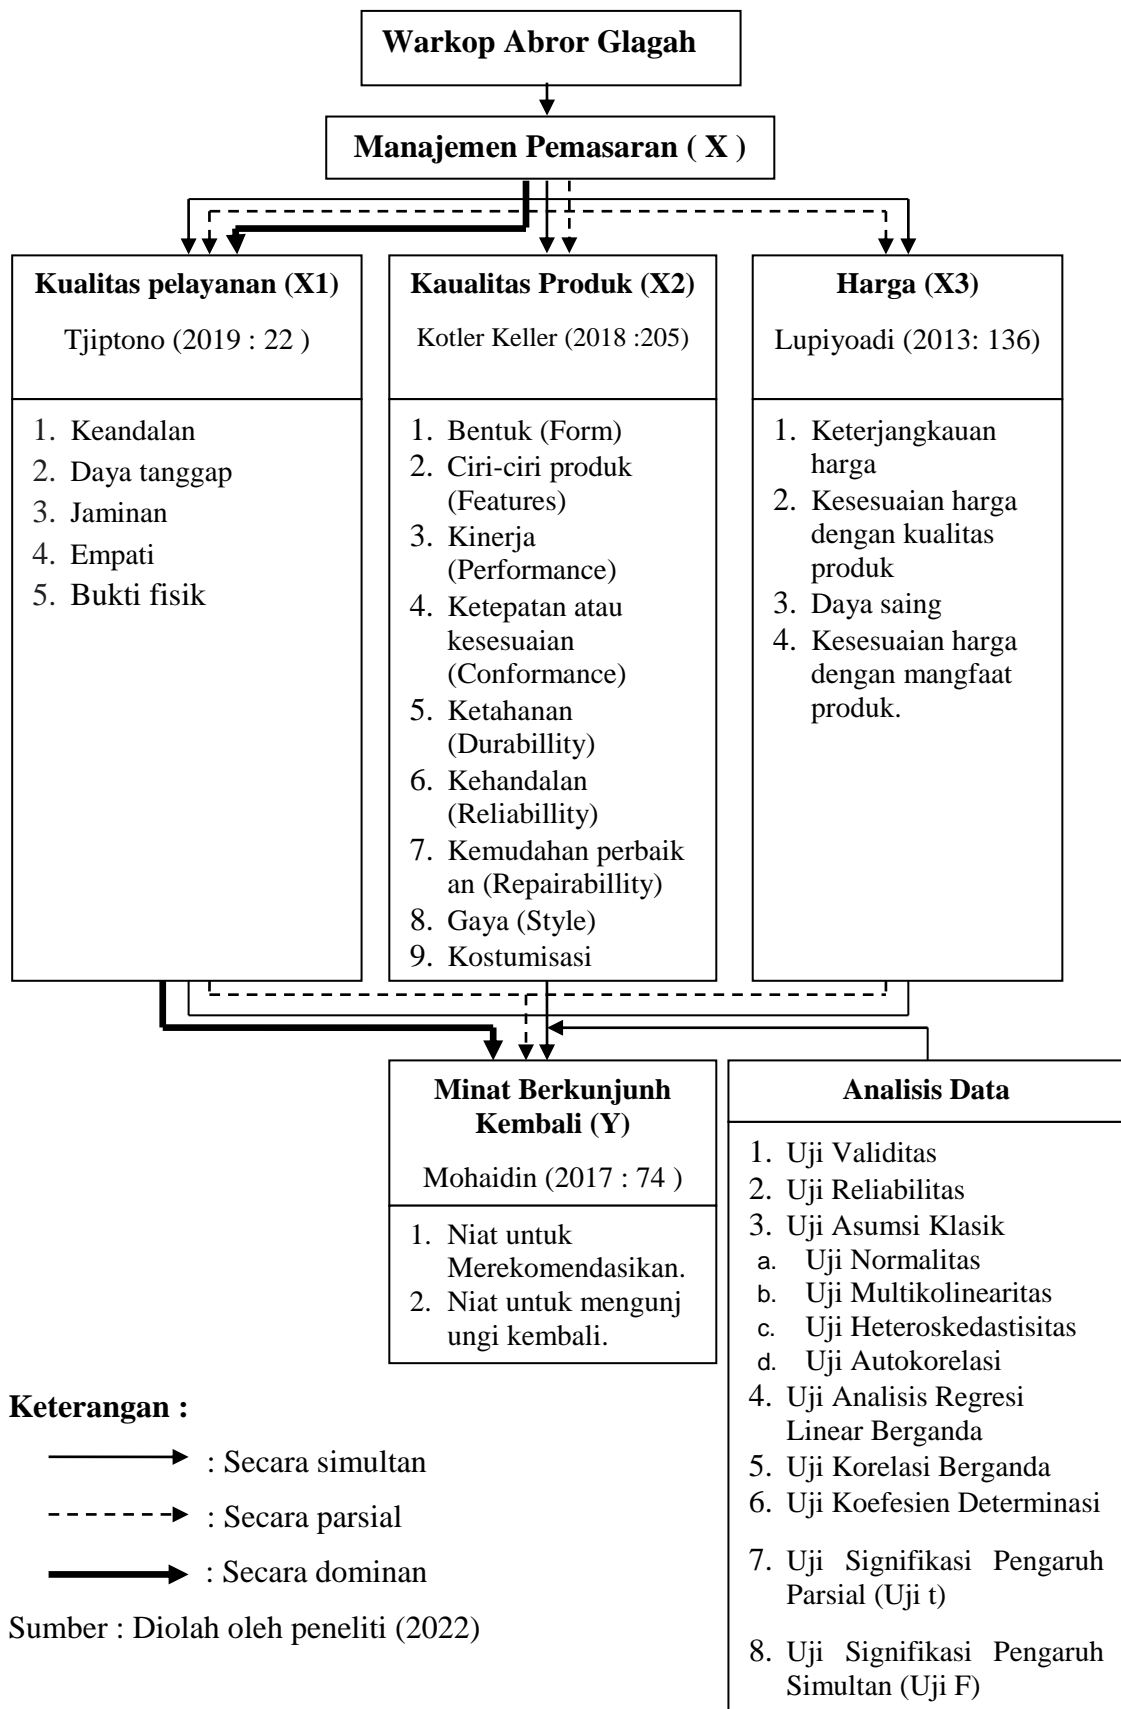 Warkop Abror Glagah
Manajemen Pemasaran ( X )
Kualitas pelayanan (X1)
Tjiptono (2019 : 22 )
1. Keandalan
2. Daya tanggap
3. Jaminan
4. Empati
5. Bukti fisik
Kaualitas Produk (X2)
Kotler Keller (2018 :205)
1. Bentuk (Form)
2. Ciri-ciri produk
(Features)
3. Kinerja
(Performance)
4. Ketepatan atau
kesesuaian
(Conformance)
5. Ketahanan
(Durabillity)
6. Kehandalan
(Reliabillity)
7. Kemudahan perbaik
an (Repairabillity)
8. Gaya (Style)
9. Kostumisasi
Harga (X3)
Lupiyoadi (2013: 136)
1. Keterjangkauan
harga
2. Kesesuaian harga
dengan kualitas
produk
3. Daya saing
4. Kesesuaian harga
dengan mangfaat
produk.
Minat Berkunjunh
Kembali (Y)
Mohaidin (2017 : 74 )
1. Niat untuk
Merekomendasikan.
2. Niat untuk mengunj
ungi kembali.
Analisis Data
1. Uji Validitas
2. Uji Reliabilitas
3. Uji Asumsi Klasik
a. Uji Normalitas
b. Uji Multikolinearitas
c. Uji Heteroskedastisitas
d. Uji Autokorelasi
4. Uji Analisis Regresi
Linear Berganda
5. Uji Korelasi Berganda
6. Uji Koefesien Determinasi
7. Uji Signifikasi Pengaruh
Parsial (Uji t)
8. Uji Signifikasi Pengaruh
Simultan (Uji F)
Keterangan :
: Secara simultan
: Secara parsial
: Secara dominan
Sumber : Diolah oleh peneliti (2022)